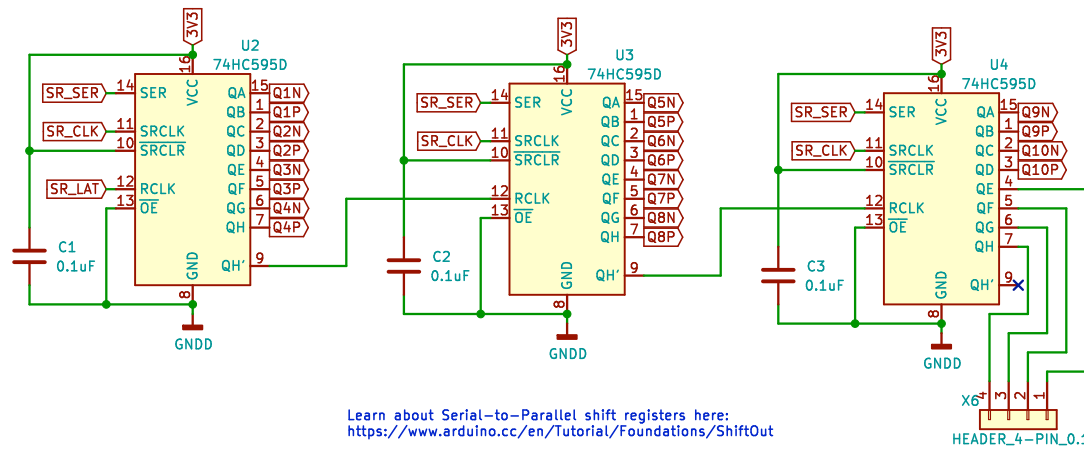 3V3
U2
74HC595D
16
VCC
SR_SER 14 SER QA 15 Q1N
QB 1 Q1P
SR_CLK 11 SRCLK QC 2 Q2N
10 SRCLR QD 3 Q2P
QE 4 Q3N
SR_LAT 12 RCLK QF 5 Q3P
13 OE QG 6 Q4N
QH 7 Q4P
C1
0.1uF
GND
QH' 9
8
GNDD
3V3
U3
74HC595D
16
VCC
SR_SER 14 SER QA 15 Q5N
QB 1 Q5P
SR_CLK 11 SRCLK QC 2 Q6N
10 SRCLR QD 3 Q6P
QE 4 Q7N
12 RCLK QF 5 Q7P
13 OE QG 6 Q8N
QH 7 Q8P
C2
0.1uF
GND
QH' 9
8
GNDD
3V3
U4
74HC595D
16
VCC
SR_SER 14 SER QA 15 Q9N
QB 1 Q9P
SR_CLK 11 SRCLK QC 2 Q10N
10 SRCLR QD 3 Q10P
QE 4
12 RCLK QF 5
13 OE QG 6
QH 7
C3
0.1uF
GND
QH' 9
8
GNDD
X6
4 3 2 1
HEADER_4-PIN_0.1
Learn about Serial-to-Parallel shift registers here:
https://www.arduino.cc/en/Tutorial/Foundations/ShiftOut